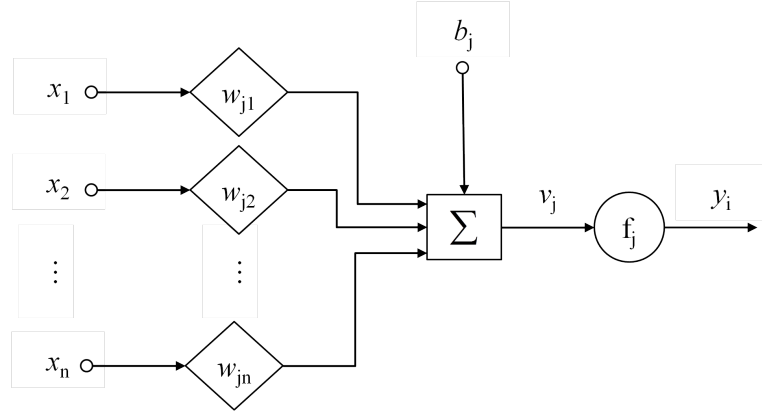 b_j
x_1 w_j1
x_2 w_j2
Σ v_j f_j y_i
⋮ ⋮
x_n w_jn